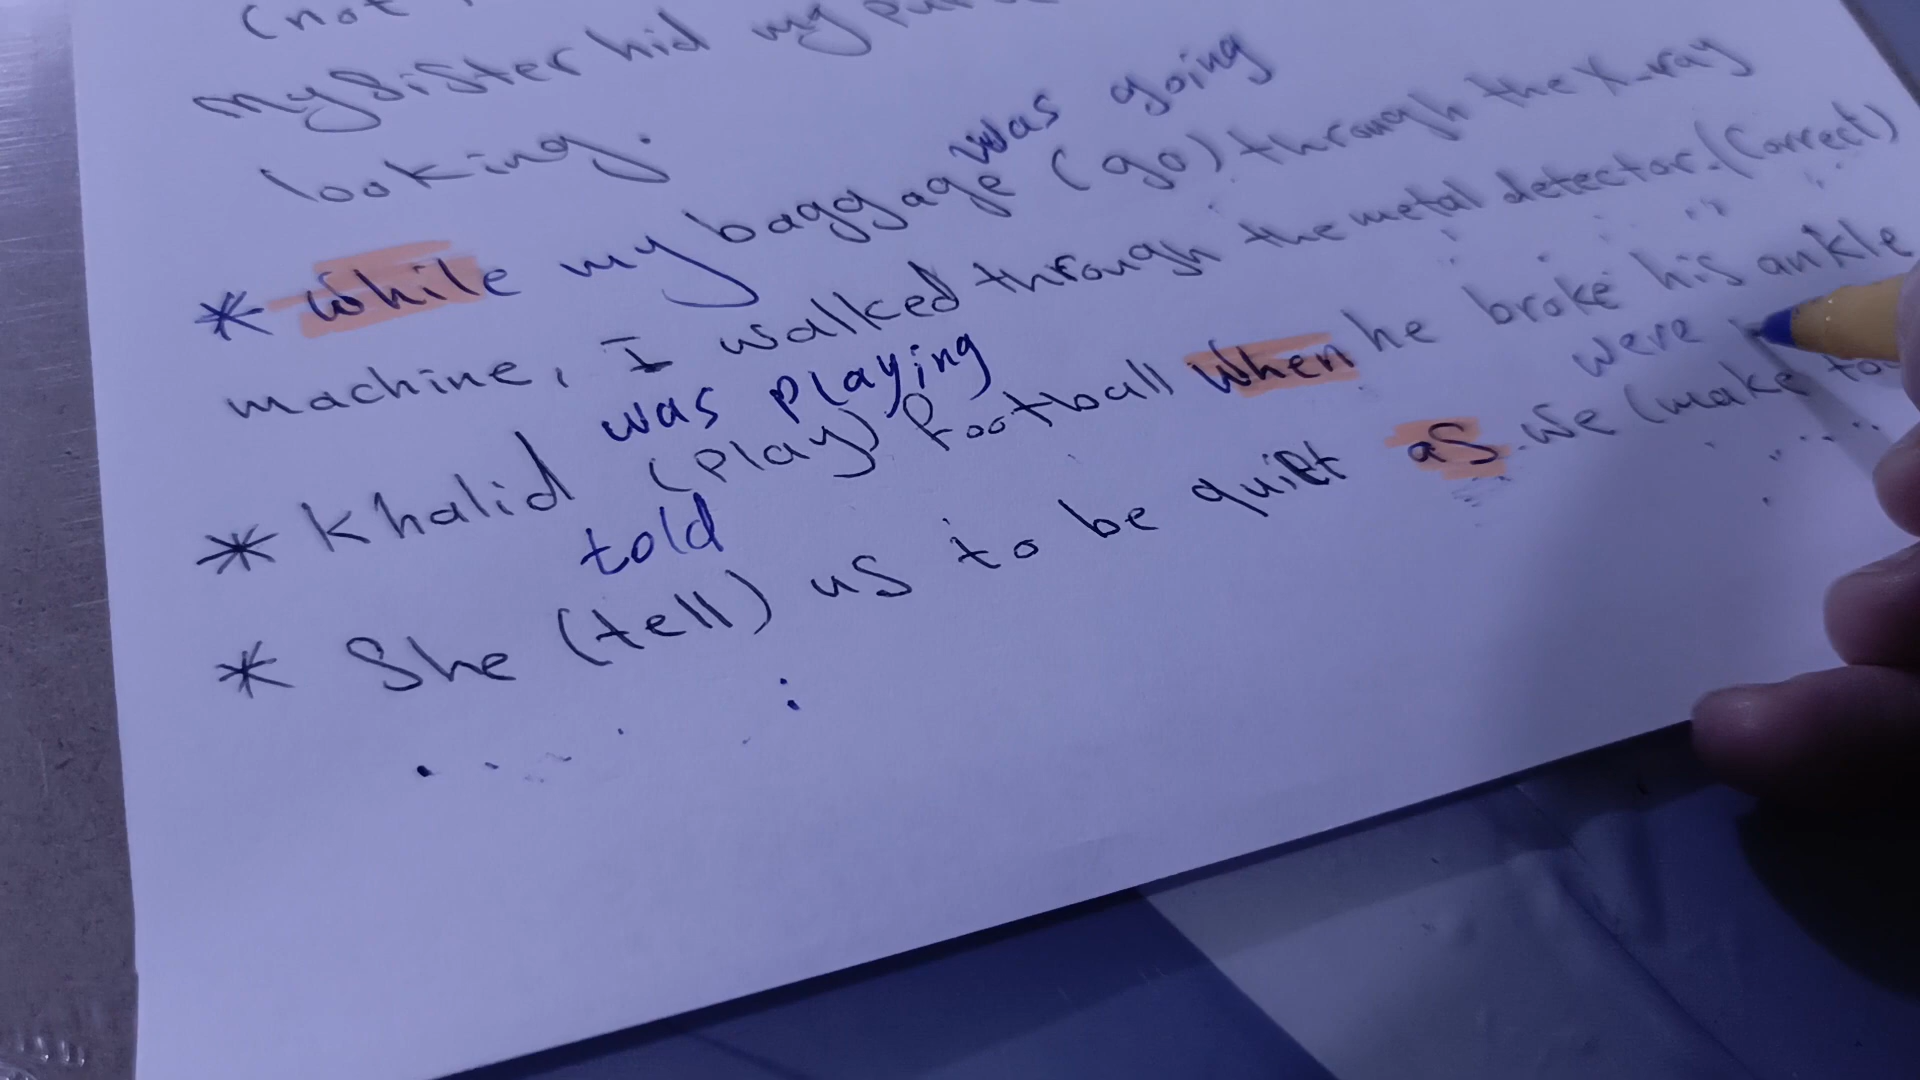 (not
my sister hid my
looking.
was going
* while my baggage (go) through the X-ray
machine, I walked through the metal detector. (Correct)
was playing
* Khalid (play) football when he broke his ankle
told
were
* She (tell) us to be quiet as we (make